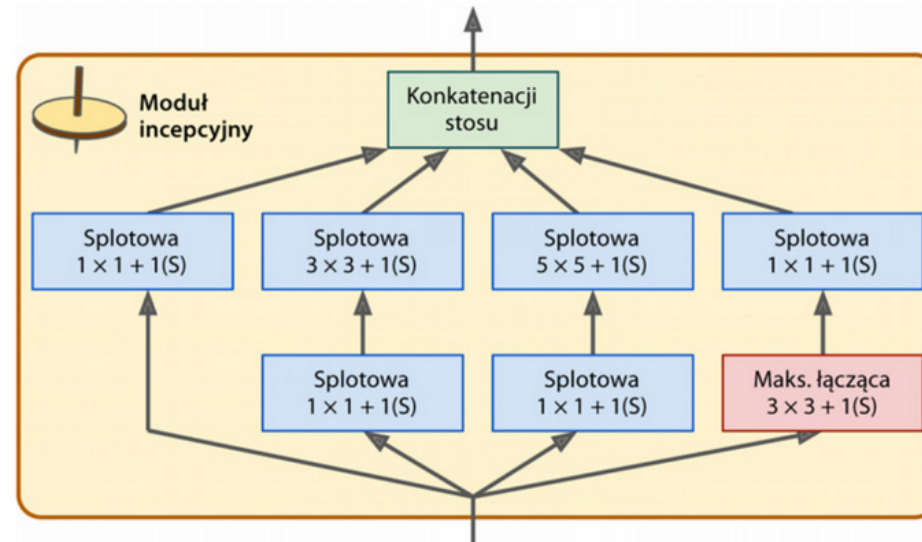 Moduł
incepcyjny
Konkatenacji
stosu
Splotowa
1 × 1 + 1(S)
Splotowa
3 × 3 + 1(S)
Splotowa
5 × 5 + 1(S)
Splotowa
1 × 1 + 1(S)
Splotowa
1 × 1 + 1(S)
Splotowa
1 × 1 + 1(S)
Maks. łącząca
3 × 3 + 1(S)